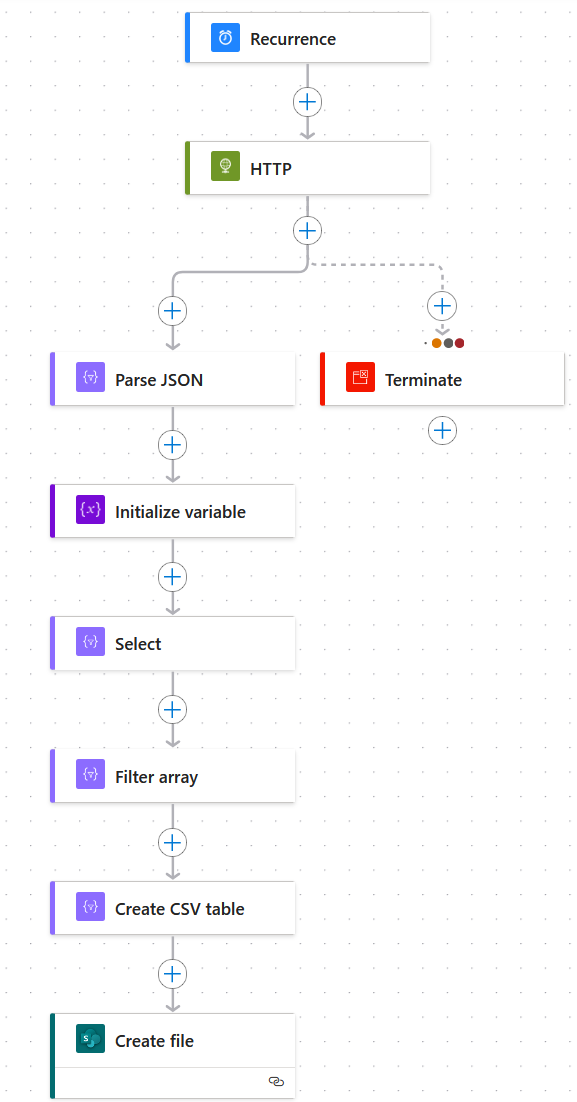 Recurrence
HTTP
Parse JSON
Terminate
Initialize variable
Select
Filter array
Create CSV table
Create file